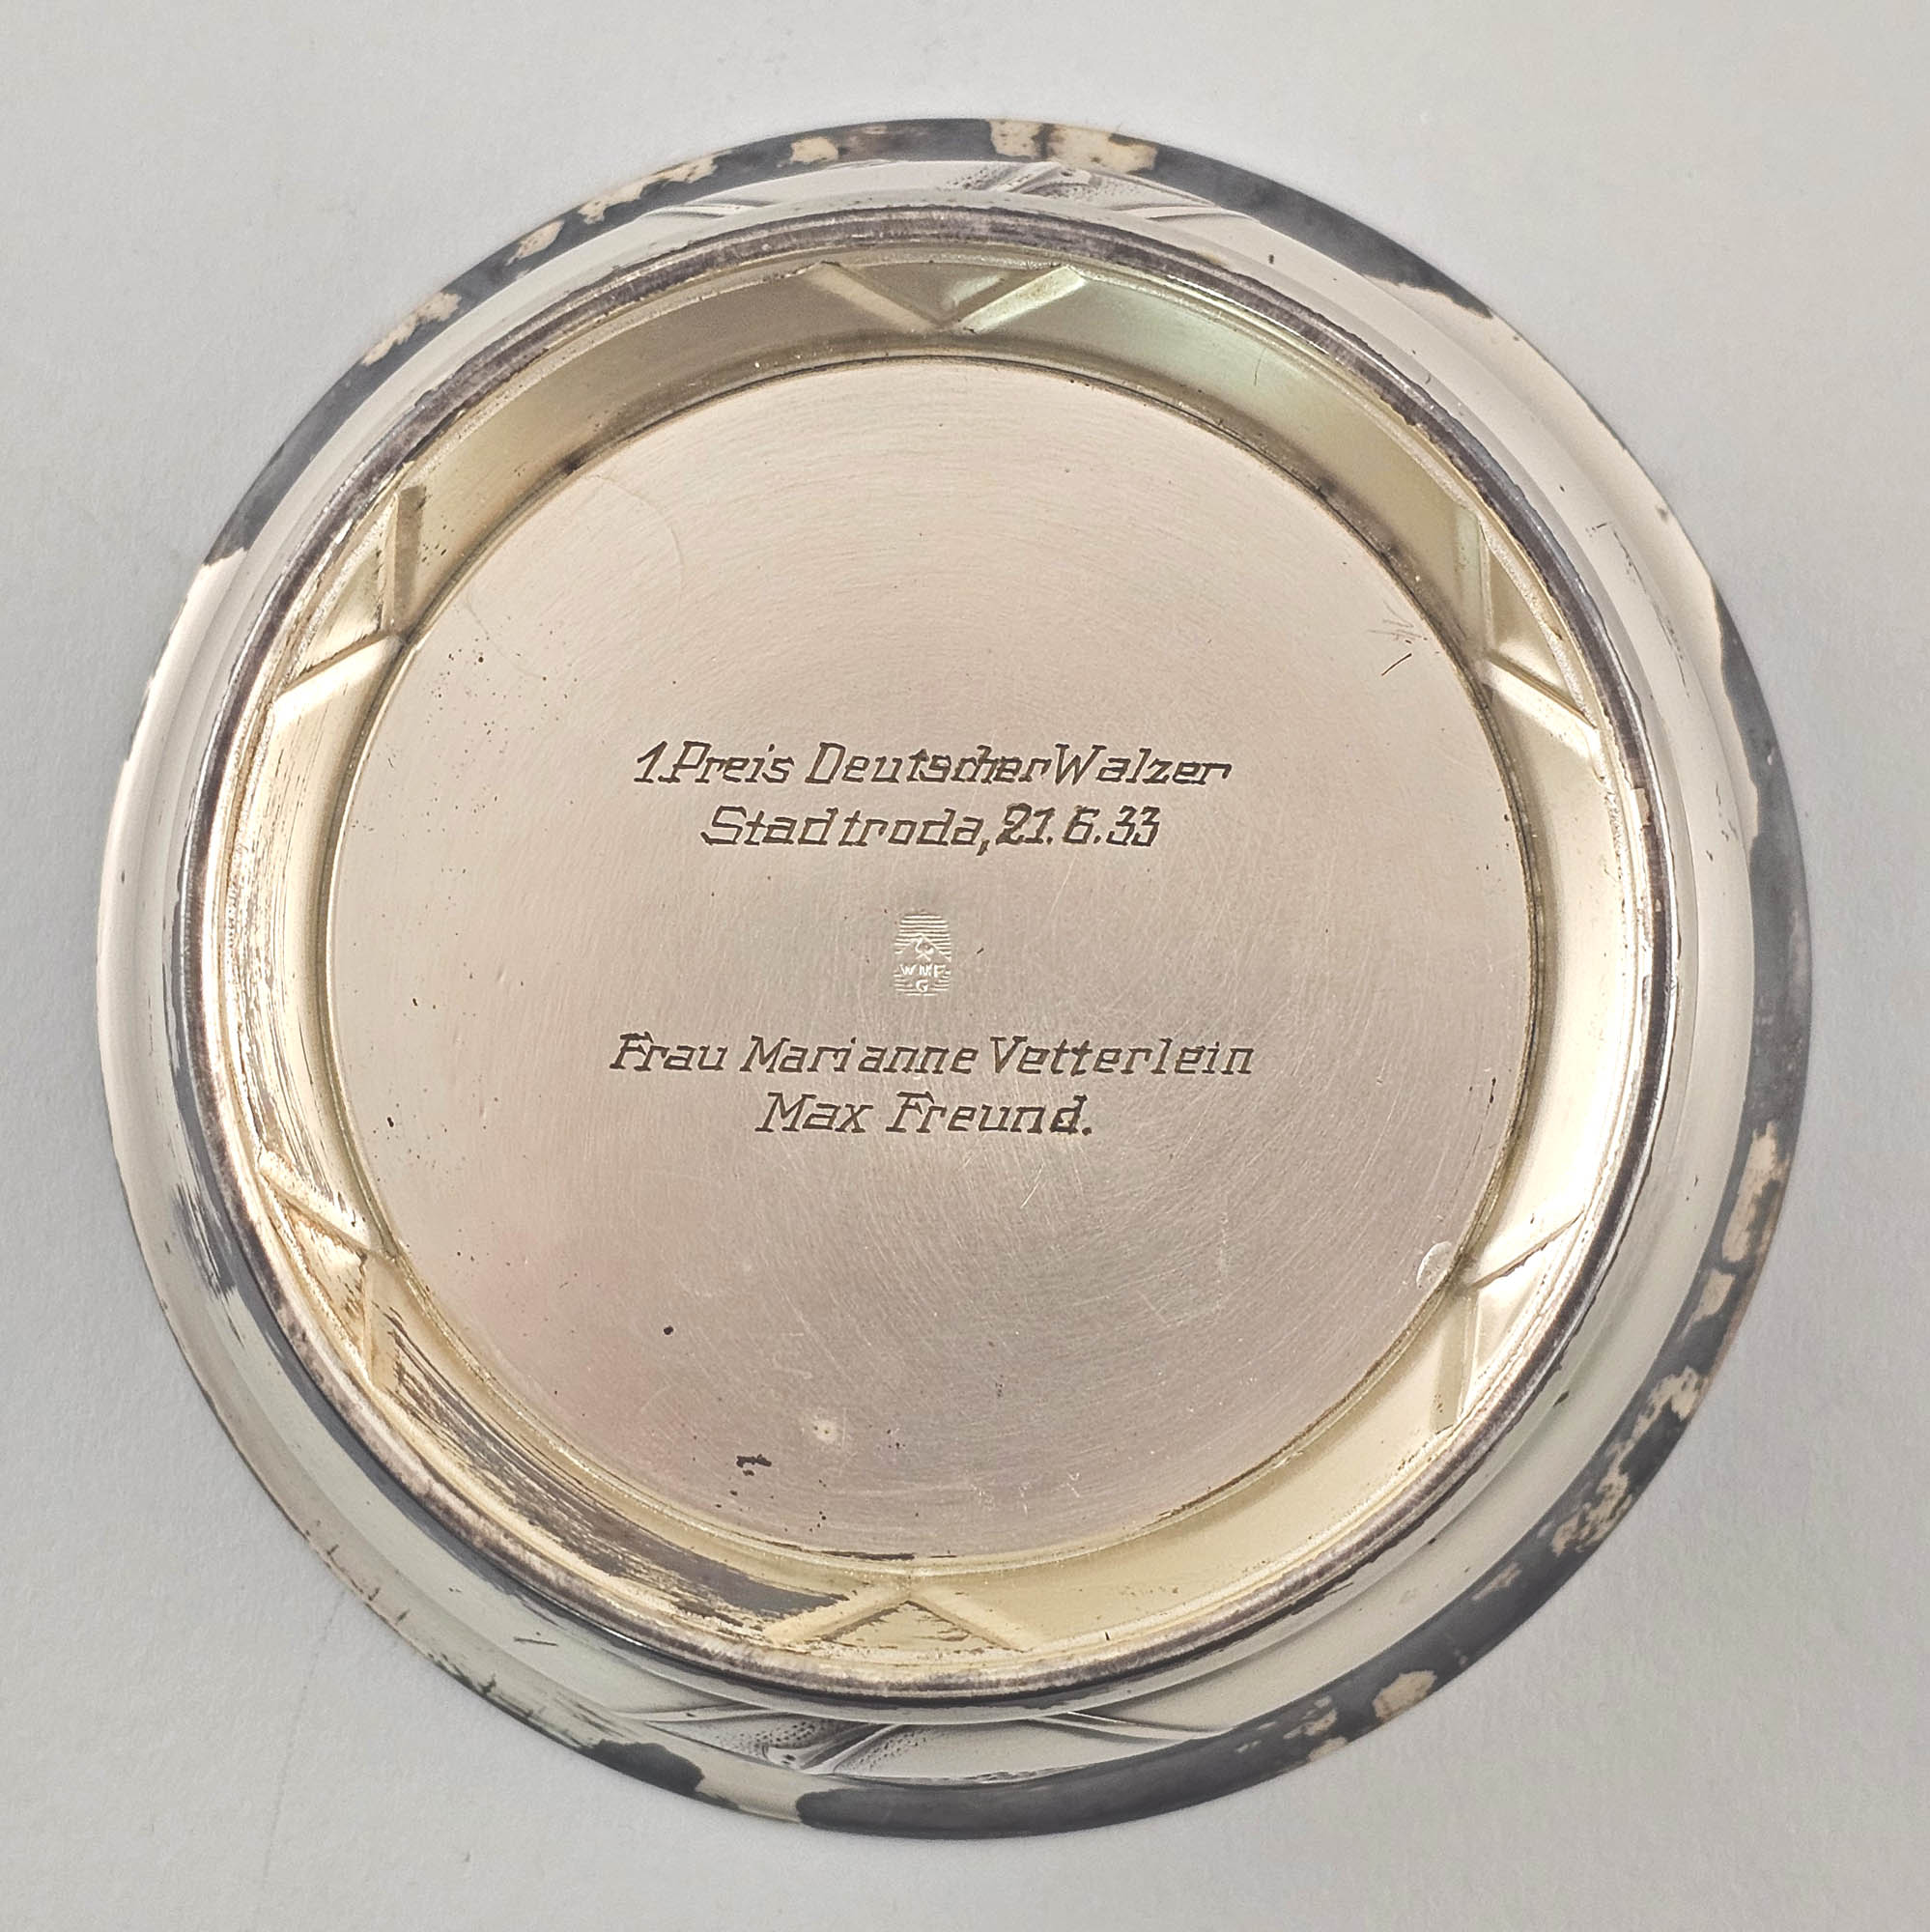 1.Preis Deutscher Walzer
Stadtroda, 21.6.33
WMF
G
Frau Marianne Vetterlein
Max Freund.